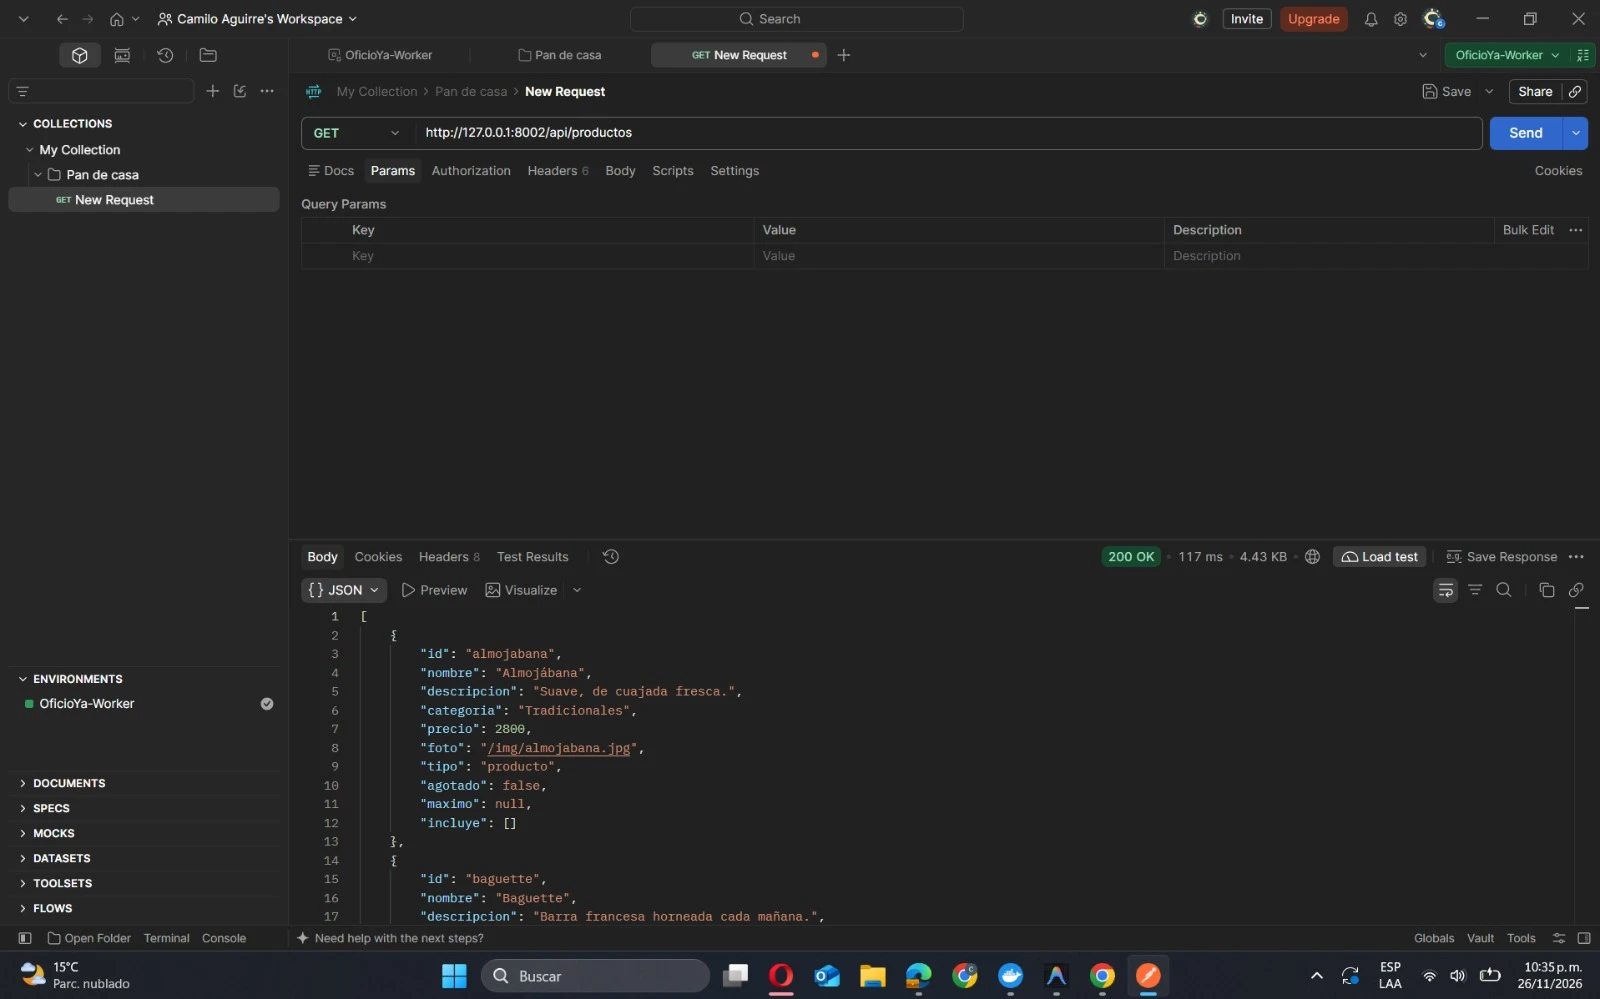 Camilo Aguirre's Workspace
Search
Invite
Upgrade
OficioYa-Worker
Pan de casa
GET New Request
OficioYa-Worker
My Collection > Pan de casa > New Request
Save
Share
COLLECTIONS
My Collection
Pan de casa
GET New Request
GET
http://127.0.0.1:8002/api/productos
Send
Docs
Params
Authorization
Headers 6
Body
Scripts
Settings
Cookies
Query Params
Key Value Description Bulk Edit
Key Value Description
ENVIRONMENTS
OficioYa-Worker
DOCUMENTS
SPECS
MOCKS
DATASETS
TOOLSETS
FLOWS
Body Cookies Headers 8 Test Results
200 OK • 117 ms • 4.43 KB •
Load test
Save Response
{} JSON
Preview
Visualize
1 [
2 {
3 "id": "almojabana",
4 "nombre": "Almojábana",
5 "descripcion": "Suave, de cuajada fresca.",
6 "categoria": "Tradicionales",
7 "precio": 2800,
8 "foto": "/img/almojabana.jpg",
9 "tipo": "producto",
10 "agotado": false,
11 "maximo": null,
12 "incluye": []
13 },
14 {
15 "id": "baguette",
16 "nombre": "Baguette",
17 "descripcion": "Barra francesa horneada cada mañana.",
Open Folder Terminal Console
Need help with the next steps?
Globals Vault Tools
15°C
Parc. nublado
Buscar
ESP
LAA
10:35 p. m.
26/11/2026